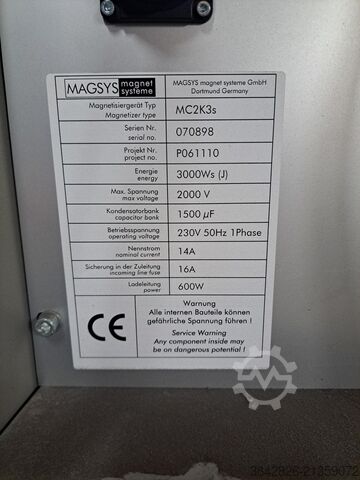 MAGSYS magnet systeme
MAGSYS magnet systeme GmbH
Dortmund Germany
Magnetisiergerät Typ
Magnetizer type
MC2K3s
Serien Nr.
serial no.
070898
Projekt Nr.
project no.
P061110
Energie
energy
3000Ws (J)
Max. Spannung
max voltage
2000 V
Kondensatorbank
capacitor bank
1500 µF
Betriebsspannung
operating voltage
230V 50Hz 1Phase
Nennstrom
nominal current
14A
Sicherung in der Zuleitung
incoming line fuse
16A
Ladeleistung
power
600W
CE
Warnung
Alle internen Bauteile können
gefährliche Spannung führen !
Service Warning
Any component inside may
be on dangerous potential !
3842826-21359072